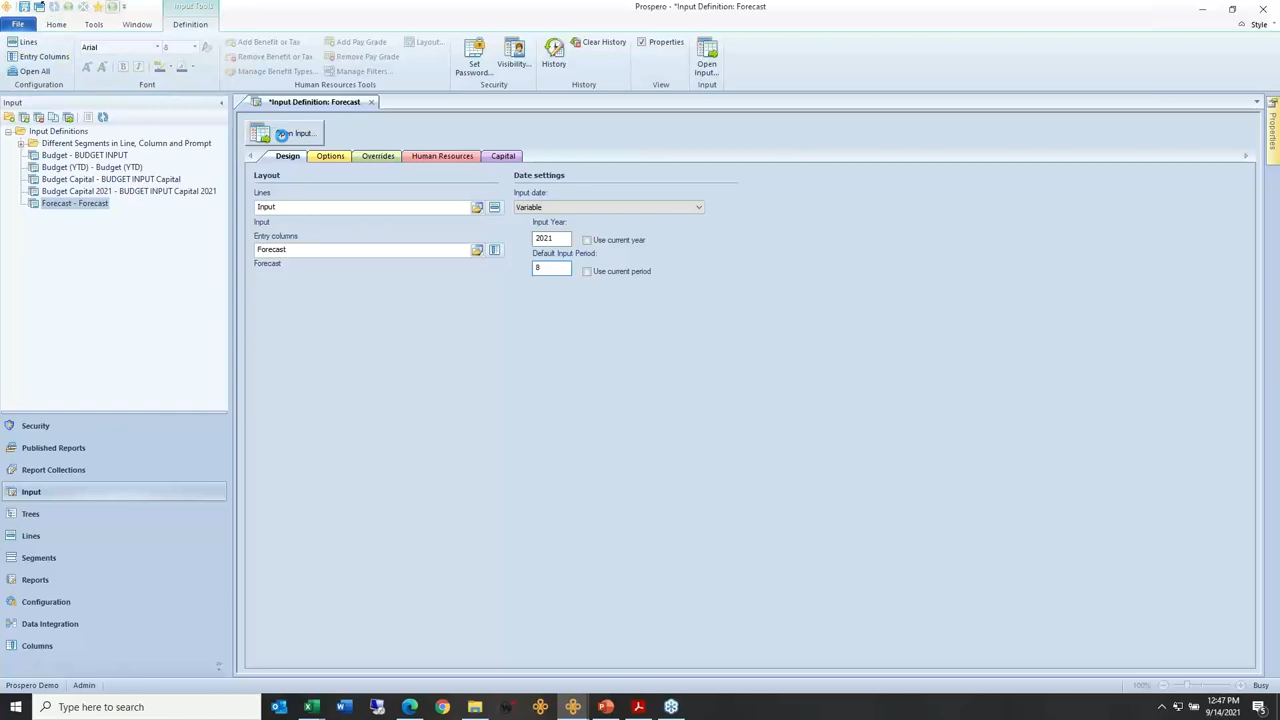 Input Tools
Prospero - *Input Definition: Forecast
File
Home
Tools
Window
Definition
Style
Lines
Entry Columns
Open All
Configuration
Arial
8
Font
Add Benefit or Tax
Remove Benefit or Tax
Manage Benefit Types...
Add Pay Grade
Remove Pay Grade
Manage Filters...
Layout...
Human Resources Tools
Set
Password...
Visibility...
Security
History
Clear History
History
Properties
View
Open
Input...
Input
Input
Input Definitions
Different Segments in Line, Column and Prompt
Budget - BUDGET INPUT
Budget (YTD) - Budget (YTD)
Budget Capital - BUDGET INPUT Capital
Budget Capital 2021 - BUDGET INPUT Capital 2021
Forecast - Forecast
Security
Published Reports
Report Collections
Input
Trees
Lines
Segments
Reports
Configuration
Data Integration
Columns
*Input Definition: Forecast
Input...
Design
Options
Overrides
Human Resources
Capital
Layout
Lines
Input
Input
Entry columns
Forecast
Forecast
Date settings
Input date:
Variable
Input Year:
2021
Use current year
Default Input Period:
8
Use current period
Properties
Prospero Demo
Admin
100%
Busy
Type here to search
12:47 PM
9/14/2021